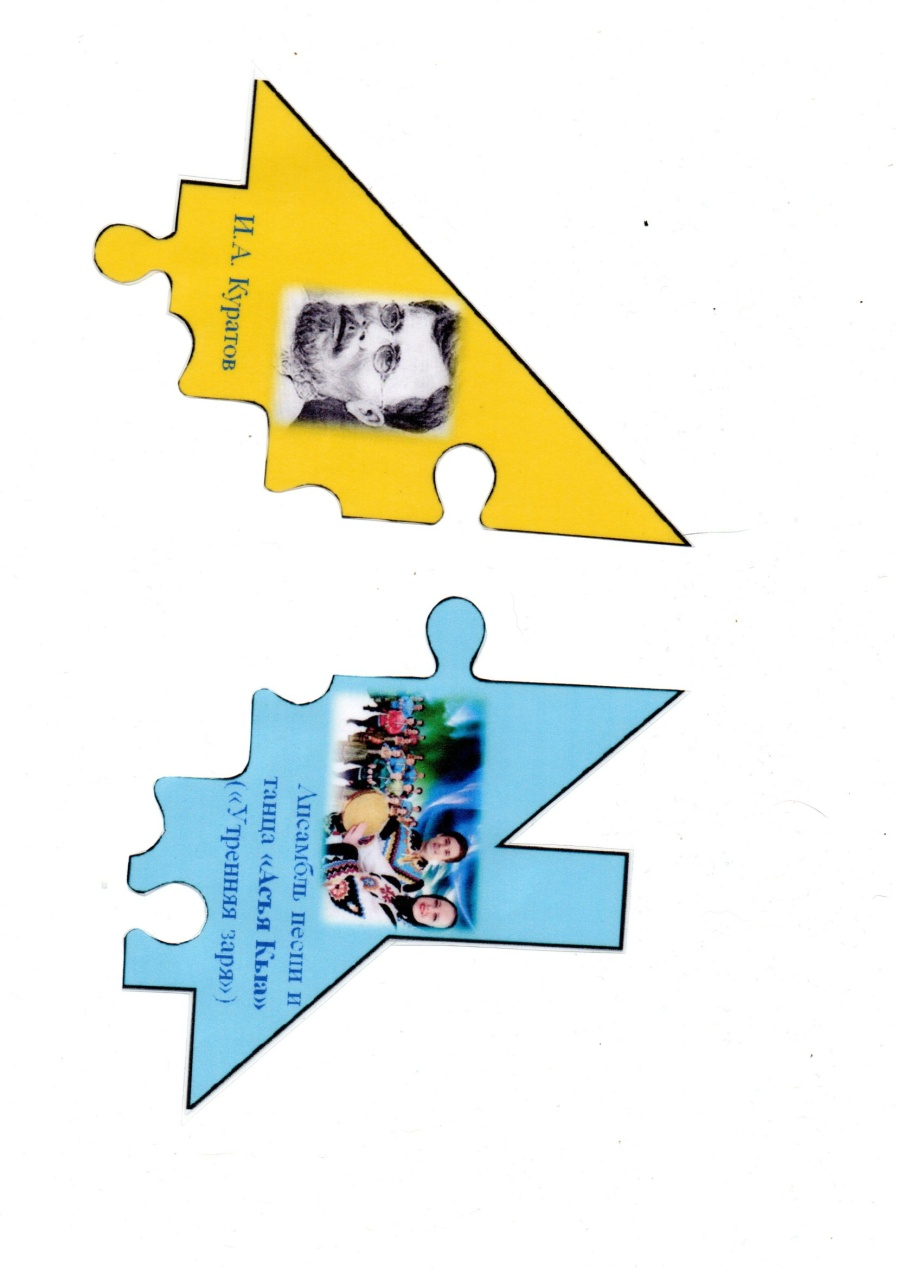 И.А. Куратов
Ансамбль песни и
танца «Асъя Кыа»
(«Утренняя заря»)